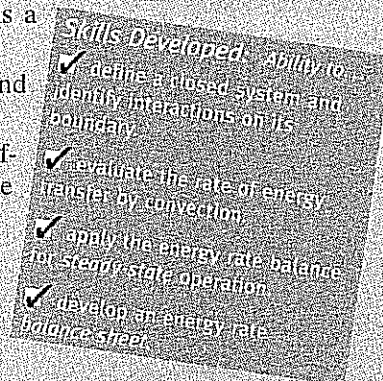 s a
nd
f-
e
Skills Developed Ability to ...
✓ define a closed system and
identify interactions on its
boundary
✓ evaluate the rate of energy
transfer by convection
✓ apply the energy rate balance
for steady-state operation
✓ develop an energy rate
balance sheet